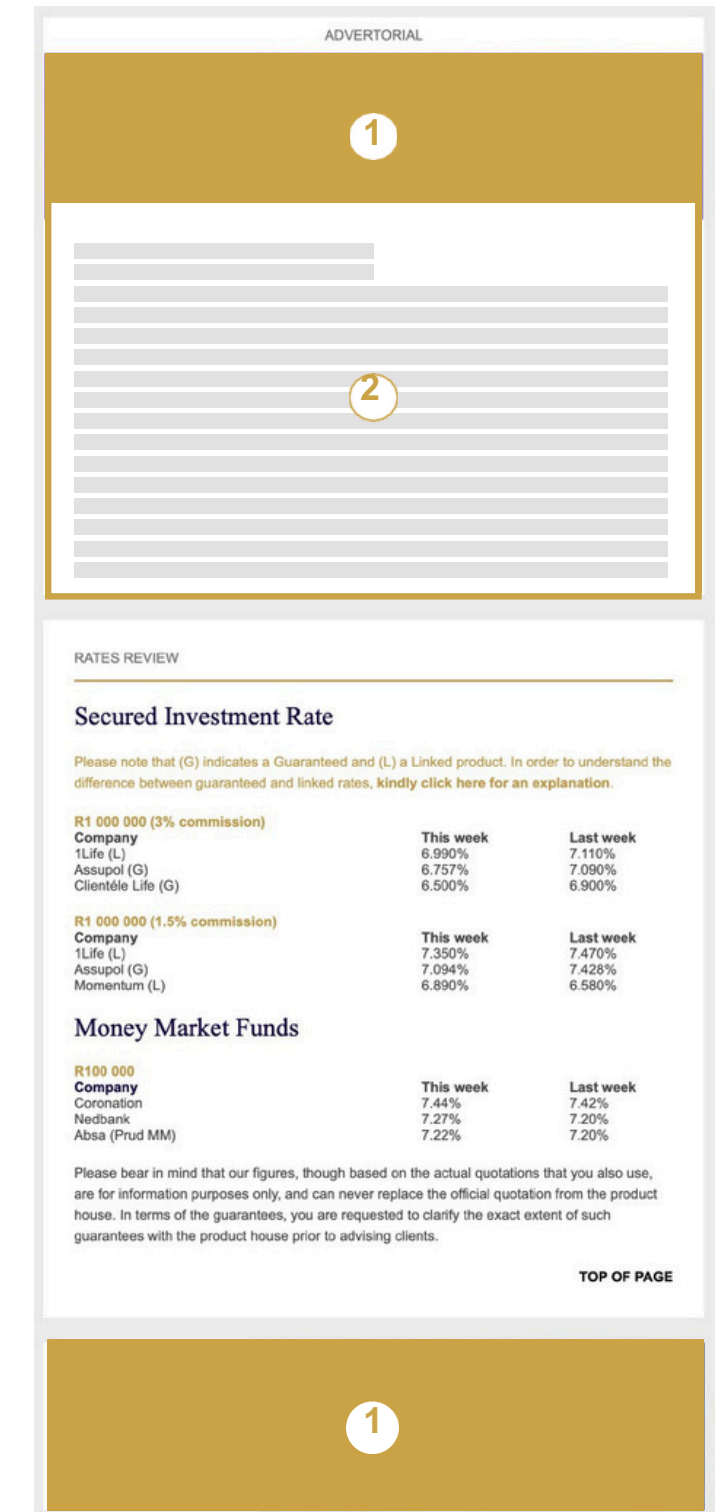 ADVERTORIAL
1
2
RATES REVIEW
Secured Investment Rate
Please note that (G) indicates a Guaranteed and (L) a Linked product. In order to understand the
difference between guaranteed and linked rates, kindly click here for an explanation.
R1 000 000 (3% commission)
Company This week Last week
1Life (L) 6.990% 7.110%
Assupol (G) 6.757% 7.090%
Clientéle Life (G) 6.500% 6.900%
R1 000 000 (1.5% commission)
Company This week Last week
1Life (L) 7.350% 7.470%
Assupol (G) 7.094% 7.428%
Momentum (L) 6.890% 6.580%
Money Market Funds
R100 000
Company This week Last week
Coronation 7.44% 7.42%
Nedbank 7.27% 7.20%
Absa (Prud MM) 7.22% 7.20%
Please bear in mind that our figures, though based on the actual quotations that you also use,
are for information purposes only, and can never replace the official quotation from the product
house. In terms of the guarantees, you are requested to clarify the exact extent of such
guarantees with the product house prior to advising clients.
TOP OF PAGE
1